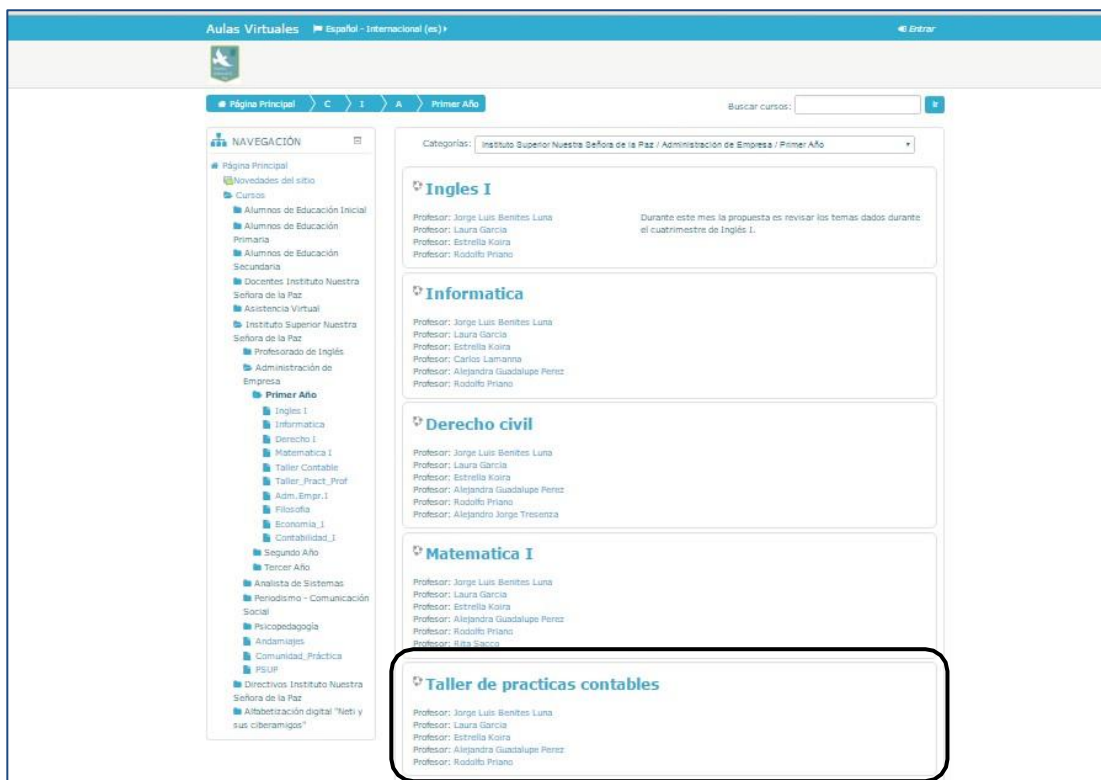 Aulas Virtuales Español - Internacional (es)
Entrar
Página Principal C I A Primer Año
Buscar cursos: Ir
NAVEGACIÓN
Página Principal
Novedades del sitio
Cursos
Alumnos de Educación Inicial
Alumnos de Educación
Primaria
Alumnos de Educación
Secundaria
Docentes Instituto Nuestra
Señora de la Paz
Asistencia Virtual
Instituto Superior Nuestra
Señora de la Paz
Profesorado de Inglés
Administración de
Empresa
Primer Año
Ingles I
Informatica
Derecho I
Matematica I
Taller Contable
Taller_Pract_Prof
Adm.Empr.I
Filosofia
Economia_I
Contabilidad_I
Segundo Año
Tercer Año
Analista de Sistemas
Periodismo - Comunicación
Social
Psicopedagogía
Andamiajes
Comunidad_Práctica
PSUP
Directivos Instituto Nuestra
Señora de la Paz
Alfabetización digital "Neti y
sus ciberamigos"
Categorías: Instituto Superior Nuestra Señora de la Paz / Administración de Empresa / Primer Año
Ingles I
Profesor: Jorge Luis Benites Luna
Profesor: Laura Garcia
Profesor: Estrella Koira
Profesor: Rodolfo Priano
Durante este mes la propuesta es revisar los temas dados durante
el cuatrimestre de Inglés I.
Informatica
Profesor: Jorge Luis Benites Luna
Profesor: Laura Garcia
Profesor: Estrella Koira
Profesor: Carlos Lamanna
Profesor: Alejandra Guadalupe Perez
Profesor: Rodolfo Priano
Derecho civil
Profesor: Jorge Luis Benites Luna
Profesor: Laura Garcia
Profesor: Estrella Koira
Profesor: Alejandra Guadalupe Perez
Profesor: Rodolfo Priano
Profesor: Alejandro Jorge Tresenza
Matematica I
Profesor: Jorge Luis Benites Luna
Profesor: Laura Garcia
Profesor: Estrella Koira
Profesor: Alejandra Guadalupe Perez
Profesor: Rodolfo Priano
Profesor: Rita Sacco
Taller de practicas contables
Profesor: Jorge Luis Benites Luna
Profesor: Laura Garcia
Profesor: Estrella Koira
Profesor: Alejandra Guadalupe Perez
Profesor: Rodolfo Priano